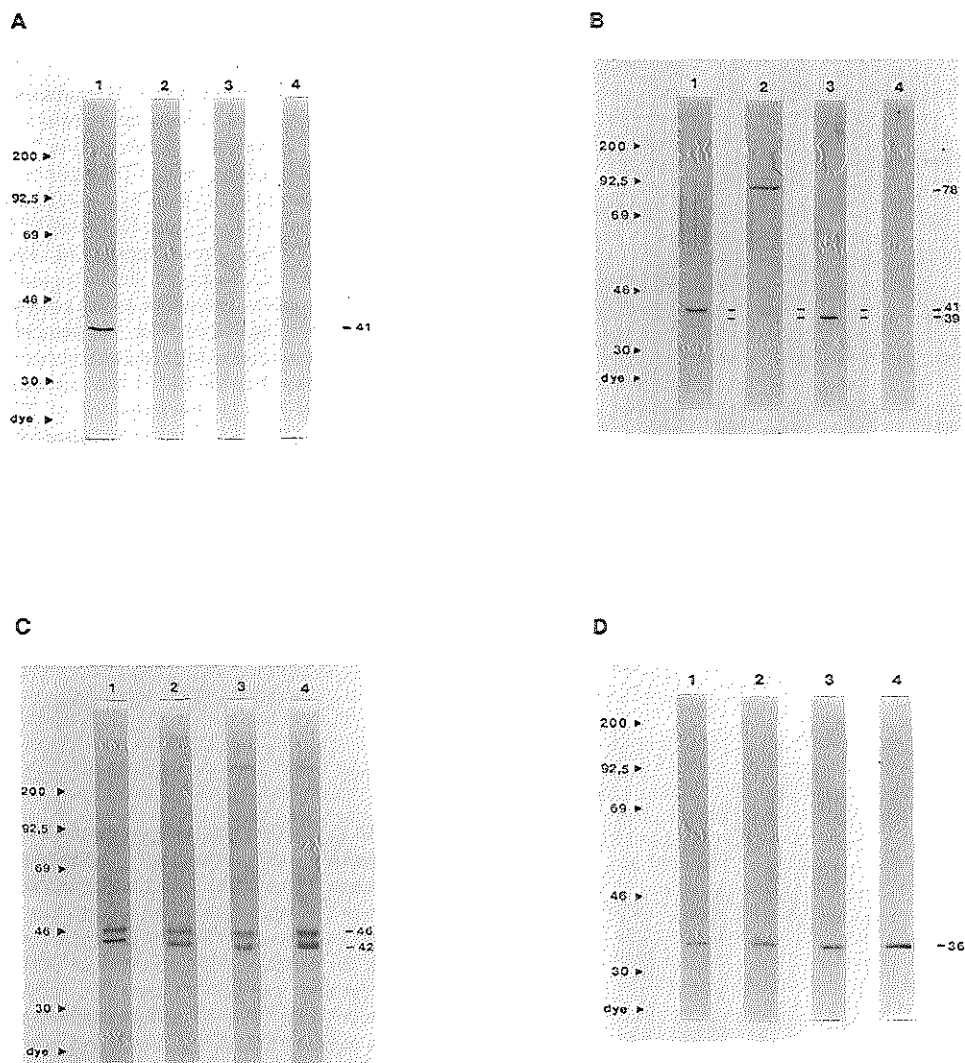 A
1 2 3 4
200 ►
92,5 ►
69 ►
46 ►
– 41
30 ►
dye ►
B
1 2 3 4
200 ►
92,5 ►
– 78
69 ►
46 ►
– 41
– 39
30 ►
dye ►
C
1 2 3 4
200 ►
92,5 ►
69 ►
46 ►
– 46
– 42
30 ►
dye ►
D
1 2 3 4
200 ►
92,5 ►
69 ►
46 ►
– 36
30 ►
dye ►